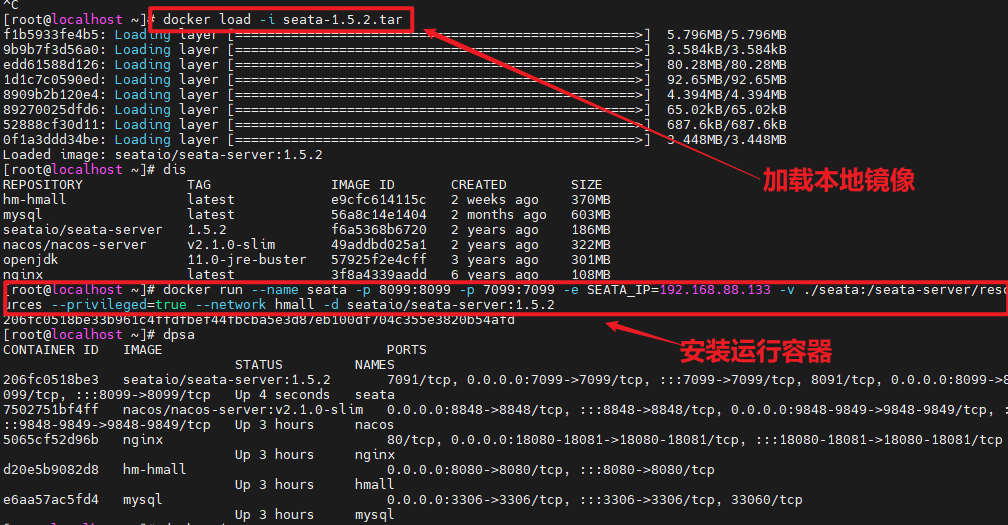 ^C
[root@localhost ~]# docker load -i seata-1.5.2.tar
f1b5933fe4b5: Loading layer [==================================================>]  5.796MB/5.796MB
9b9b7f3d56a0: Loading layer [==================================================>]  3.584kB/3.584kB
edd61588d126: Loading layer [==================================================>]  80.28MB/80.28MB
1d1c7c0590ed: Loading layer [==================================================>]  92.65MB/92.65MB
8909b2b120e4: Loading layer [==================================================>]  4.394MB/4.394MB
89270025dfd6: Loading layer [==================================================>]  65.02kB/65.02kB
52888cf30d11: Loading layer [==================================================>]  687.6kB/687.6kB
0f1a3ddd34be: Loading layer [==================================================>]  3.448MB/3.448MB
Loaded image: seataio/seata-server:1.5.2
[root@localhost ~]# dis
加载本地镜像
REPOSITORY TAG IMAGE ID CREATED SIZE
hm-hmall latest e9cfc614115c 2 weeks ago 370MB
mysql latest 56a8c14e1404 2 months ago 603MB
seataio/seata-server 1.5.2 f6a5368b6720 2 years ago 186MB
nacos/nacos-server v2.1.0-slim 49addbd025a1 2 years ago 322MB
openjdk 11.0-jre-buster 57925f2e4cff 3 years ago 301MB
nginx latest 3f8a4339aadd 6 years ago 108MB
[root@localhost ~]# docker run --name seata -p 8099:8099 -p 7099:7099 -e SEATA_IP=192.168.88.133 -v ./seata:/seata-server/reso
urces --privileged=true --network hmall -d seataio/seata-server:1.5.2
206fc0518be33b961c4ffdfbef44fbcba5e3d87eb100df704c355e3820b54afd
[root@localhost ~]# dpsa
安装运行容器
CONTAINER ID IMAGE PORTS
STATUS NAMES
206fc0518be3 seataio/seata-server:1.5.2 7091/tcp, 0.0.0.0:7099->7099/tcp, :::7099->7099/tcp, 8091/tcp, 0.0.0.0:8099->8
099/tcp, :::8099->8099/tcp Up 4 seconds seata
7502751bf4ff nacos/nacos-server:v2.1.0-slim 0.0.0.0:8848->8848/tcp, :::8848->8848/tcp, 0.0.0.0:9848-9849->9848-9849/tcp, :
::9848-9849->9848-9849/tcp Up 3 hours nacos
5065cf52d96b nginx 80/tcp, 0.0.0.0:18080-18081->18080-18081/tcp, :::18080-18081->18080-18081/tcp
Up 3 hours nginx
d20e5b9082d8 hm-hmall 0.0.0.0:8080->8080/tcp, :::8080->8080/tcp
Up 3 hours hmall
e6aa57ac5fd4 mysql 0.0.0.0:3306->3306/tcp, :::3306->3306/tcp, 33060/tcp
Up 3 hours mysql